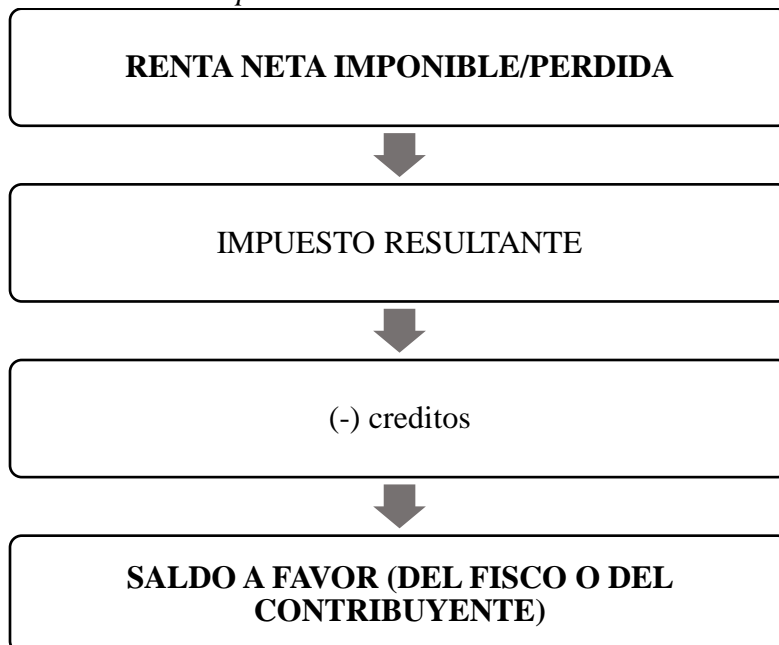 RENTA NETA IMPONIBLE/PERDIDA
IMPUESTO RESULTANTE
(-) creditos
SALDO A FAVOR (DEL FISCO O DEL
CONTRIBUYENTE)